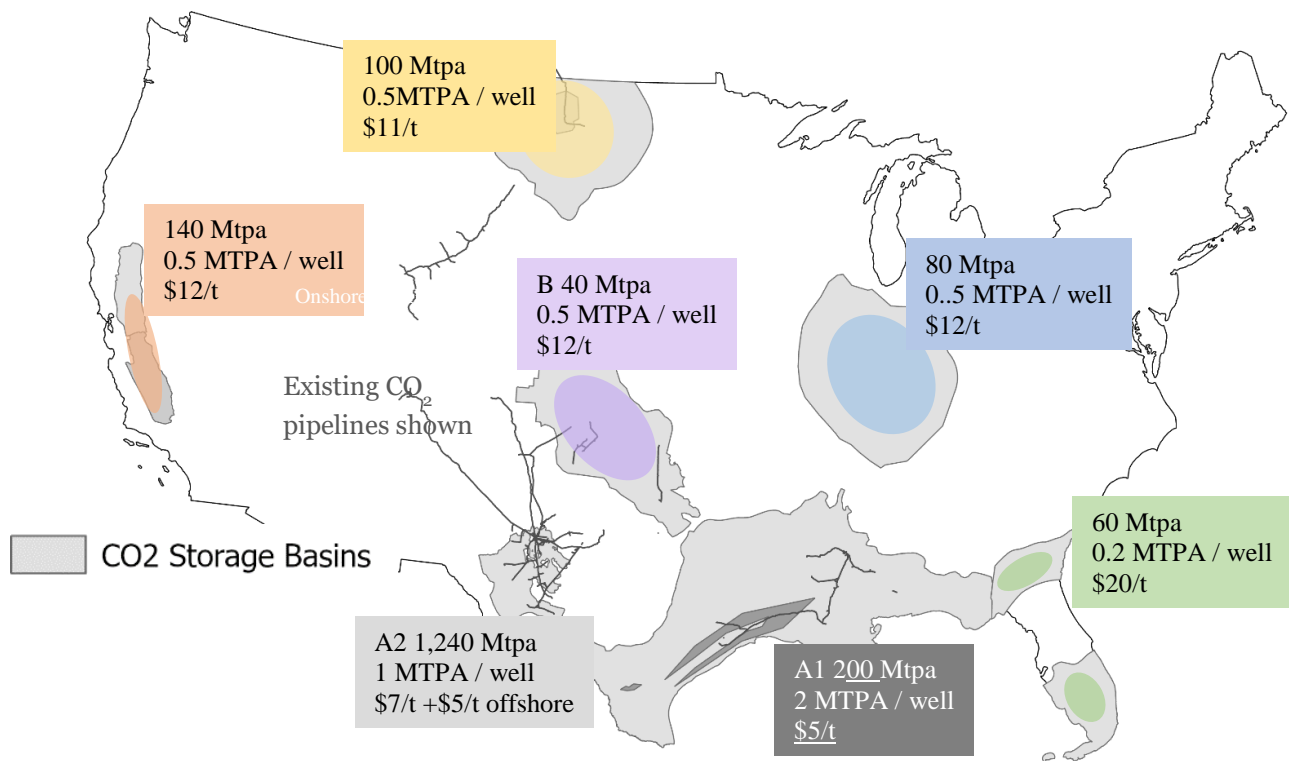 100 Mtpa
0.5MTPA / well
$11/t
140 Mtpa
0.5 MTPA / well
$12/t
Onshore
B 40 Mtpa
0.5 MTPA / well
$12/t
80 Mtpa
0..5 MTPA / well
$12/t
Existing CO2
pipelines shown
CO2 Storage Basins
60 Mtpa
0.2 MTPA / well
$20/t
A2 1,240 Mtpa
1 MTPA / well
$7/t +$5/t offshore
A1 200 Mtpa
2 MTPA / well
$5/t